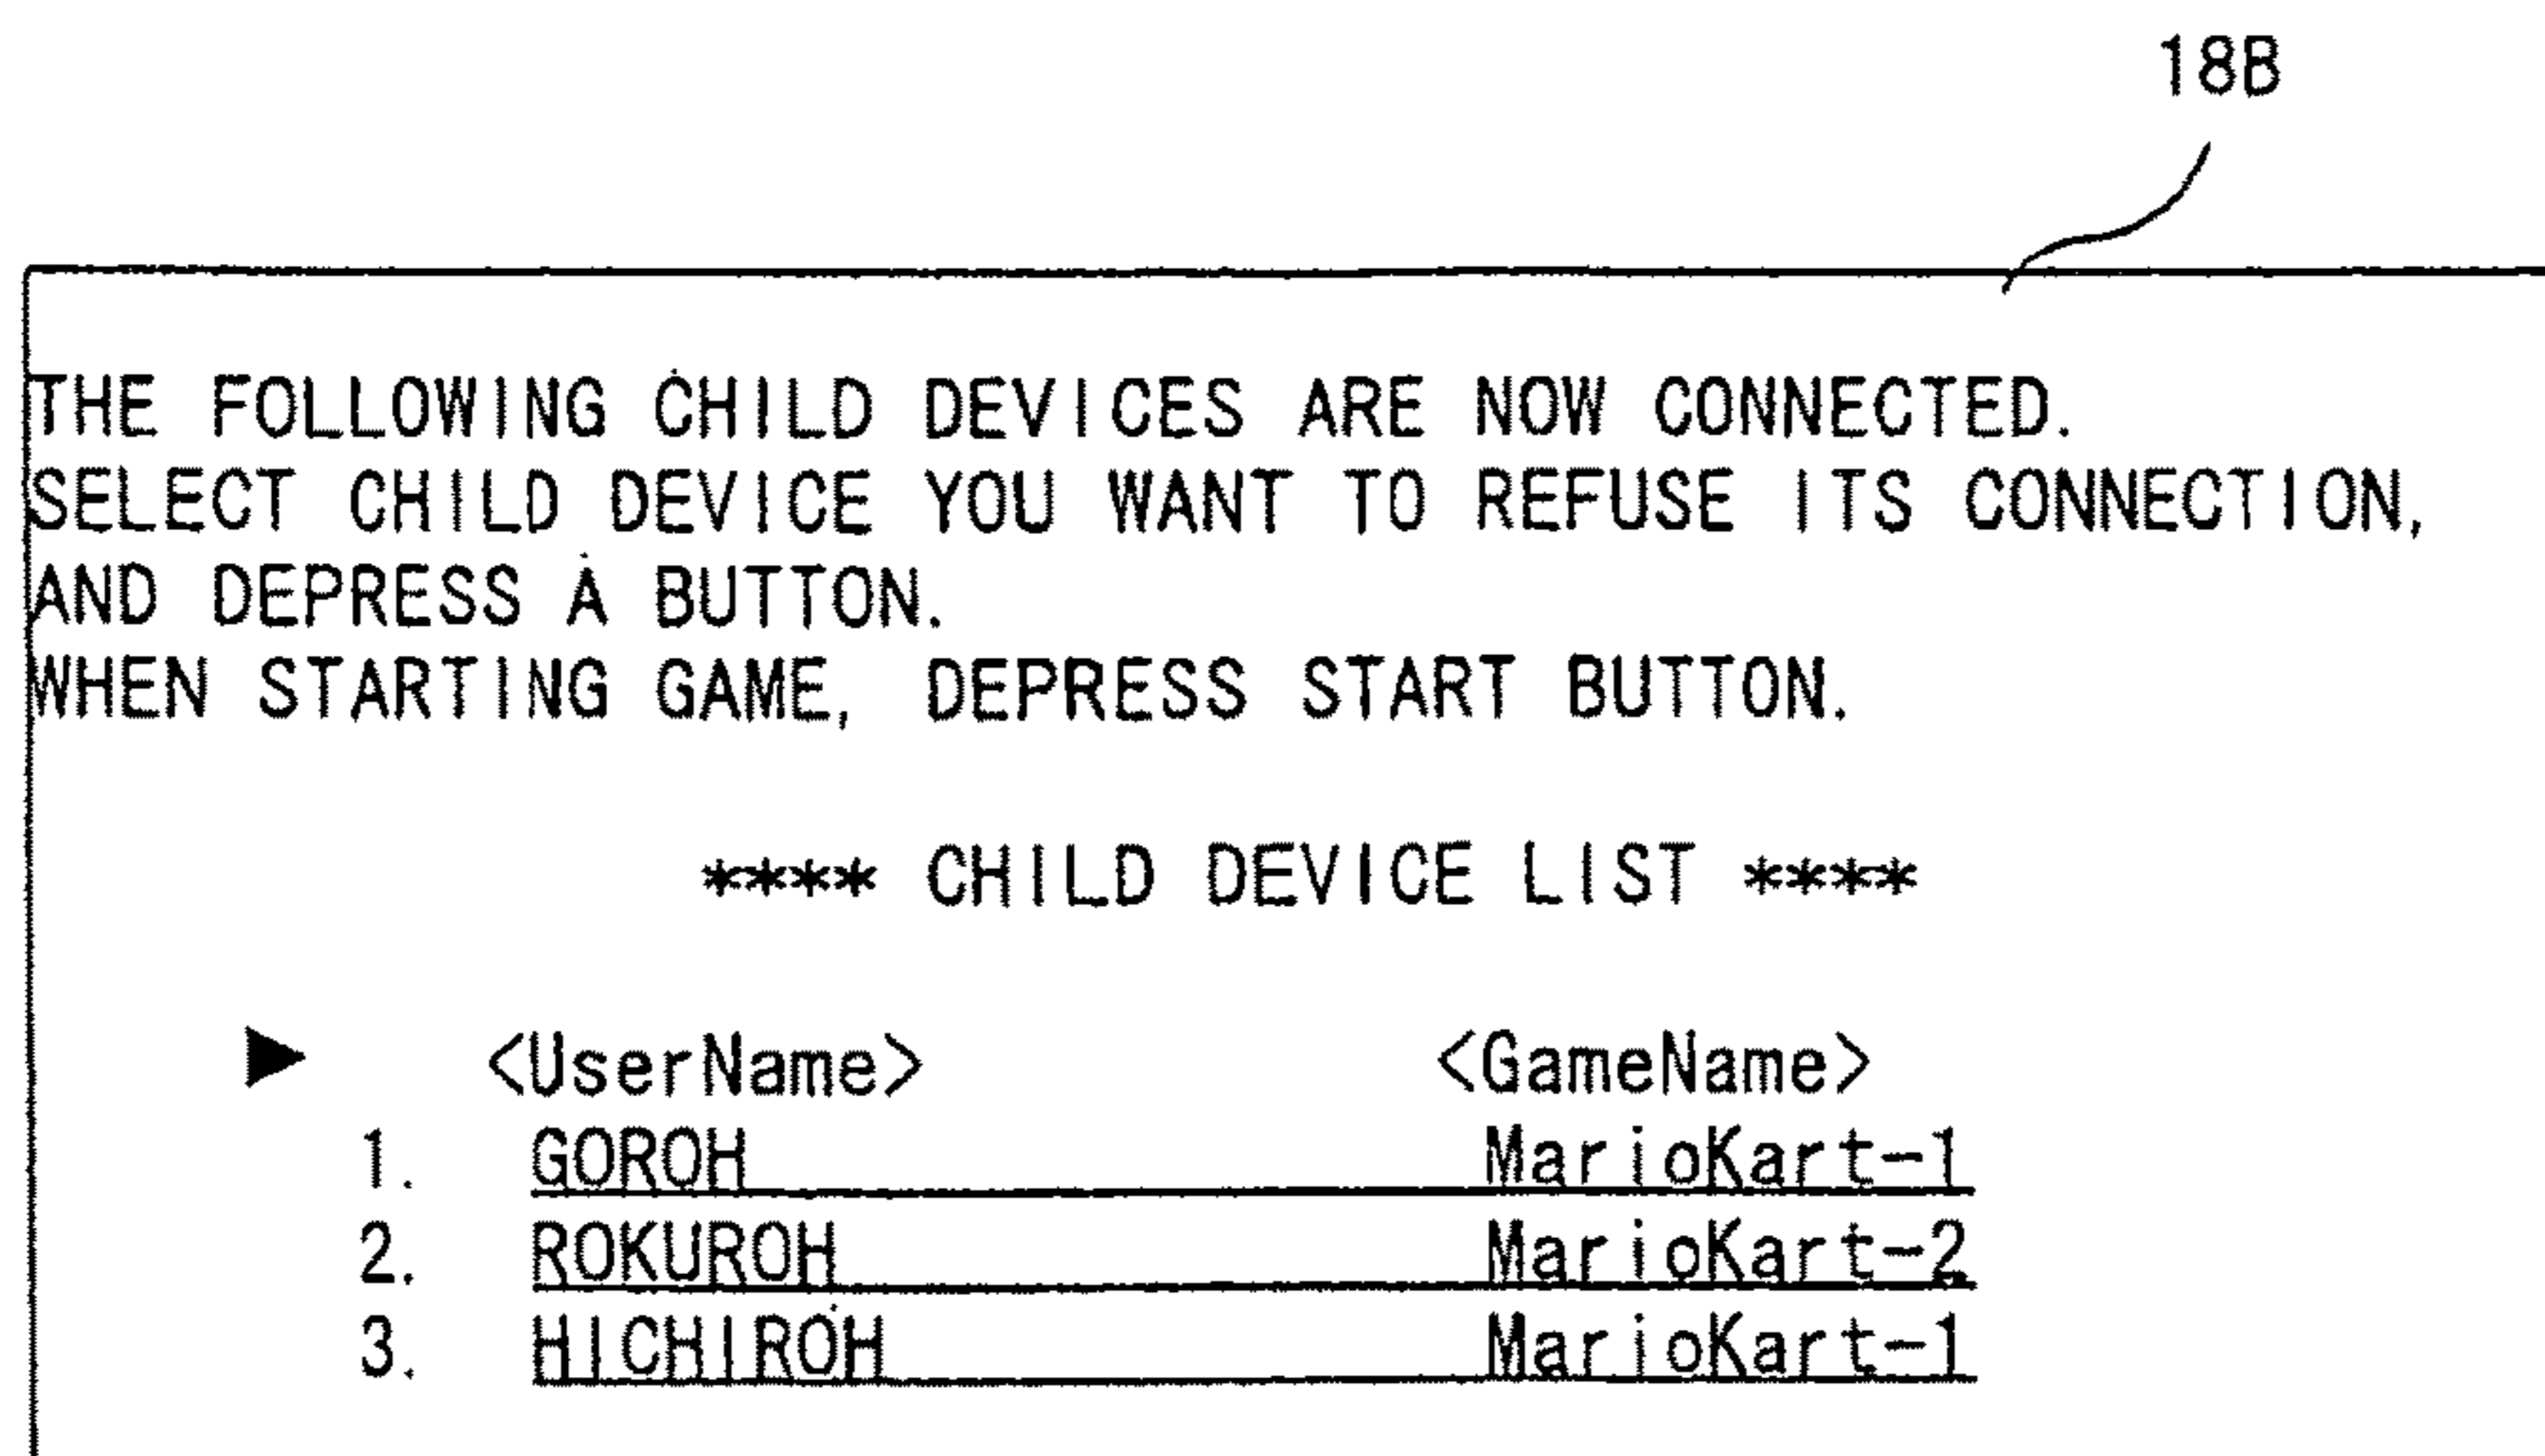 18B
THE FOLLOWING CHILD DEVICES ARE NOW CONNECTED.
SELECT CHILD DEVICE YOU WANT TO REFUSE ITS CONNECTION,
AND DEPRESS A BUTTON.
WHEN STARTING GAME, DEPRESS START BUTTON.
**** CHILD DEVICE LIST ****
<UserName> <GameName>
1. GOROH MarioKart-1
2. ROKUROH MarioKart-2
3. HICHIROH MarioKart-1